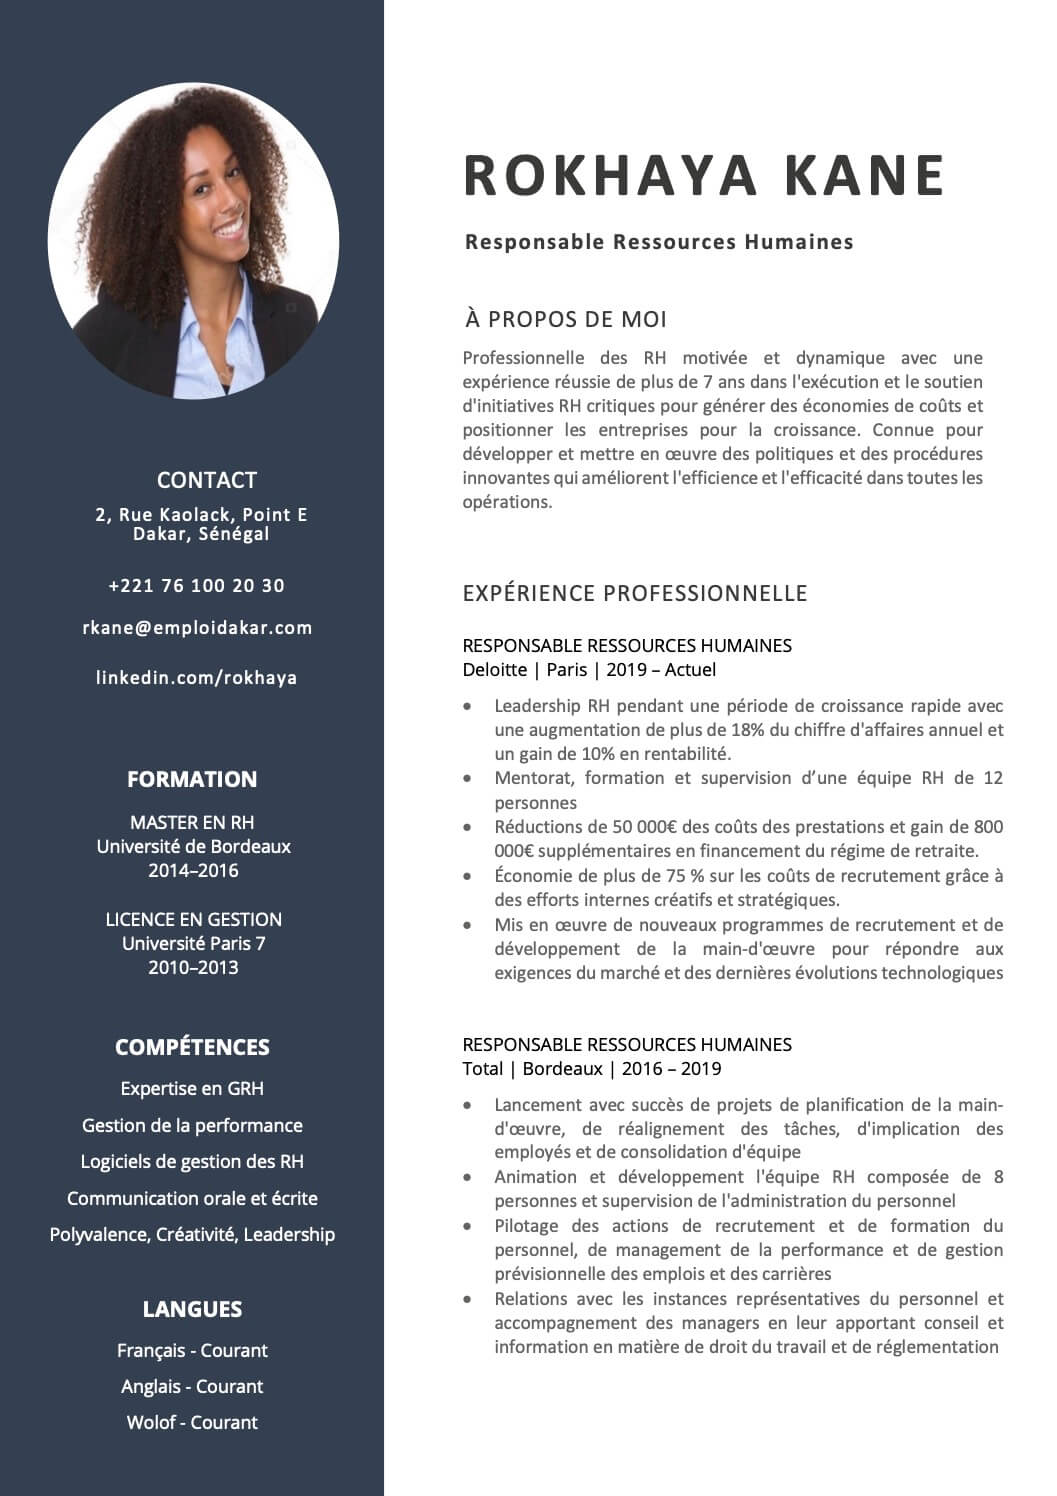 ROKHAYA KANE
Responsable Ressources Humaines
À PROPOS DE MOI
Professionnelle des RH motivée et dynamique avec une
expérience réussie de plus de 7 ans dans l'exécution et le soutien
d'initiatives RH critiques pour générer des économies de coûts et
positionner les entreprises pour la croissance. Connue pour
développer et mettre en œuvre des politiques et des procédures
innovantes qui améliorent l'efficience et l'efficacité dans toutes les
opérations.
CONTACT
2, Rue Kaolack, Point E
Dakar, Sénégal
+221 76 100 20 30
rkane@emploidakar.com
linkedin.com/rokhaya
FORMATION
MASTER EN RH
Université de Bordeaux
2014–2016
LICENCE EN GESTION
Université Paris 7
2010–2013
COMPÉTENCES
Expertise en GRH
Gestion de la performance
Logiciels de gestion des RH
Communication orale et écrite
Polyvalence, Créativité, Leadership
LANGUES
Français - Courant
Anglais - Courant
Wolof - Courant
EXPÉRIENCE PROFESSIONNELLE
RESPONSABLE RESSOURCES HUMAINES
Deloitte | Paris | 2019 – Actuel
• Leadership RH pendant une période de croissance rapide avec
une augmentation de plus de 18% du chiffre d'affaires annuel et
un gain de 10% en rentabilité.
• Mentorat, formation et supervision d’une équipe RH de 12
personnes
• Réductions de 50 000€ des coûts des prestations et gain de 800
000€ supplémentaires en financement du régime de retraite.
• Économie de plus de 75 % sur les coûts de recrutement grâce à
des efforts internes créatifs et stratégiques.
• Mis en œuvre de nouveaux programmes de recrutement et de
développement de la main-d'œuvre pour répondre aux
exigences du marché et des dernières évolutions technologiques
RESPONSABLE RESSOURCES HUMAINES
Total | Bordeaux | 2016 – 2019
• Lancement avec succès de projets de planification de la main-
d'œuvre, de réalignement des tâches, d'implication des
employés et de consolidation d'équipe
• Animation et développement l'équipe RH composée de 8
personnes et supervision de l'administration du personnel
• Pilotage des actions de recrutement et de formation du
personnel, de management de la performance et de gestion
prévisionnelle des emplois et des carrières
• Relations avec les instances représentatives du personnel et
accompagnement des managers en leur apportant conseil et
information en matière de droit du travail et de réglementation